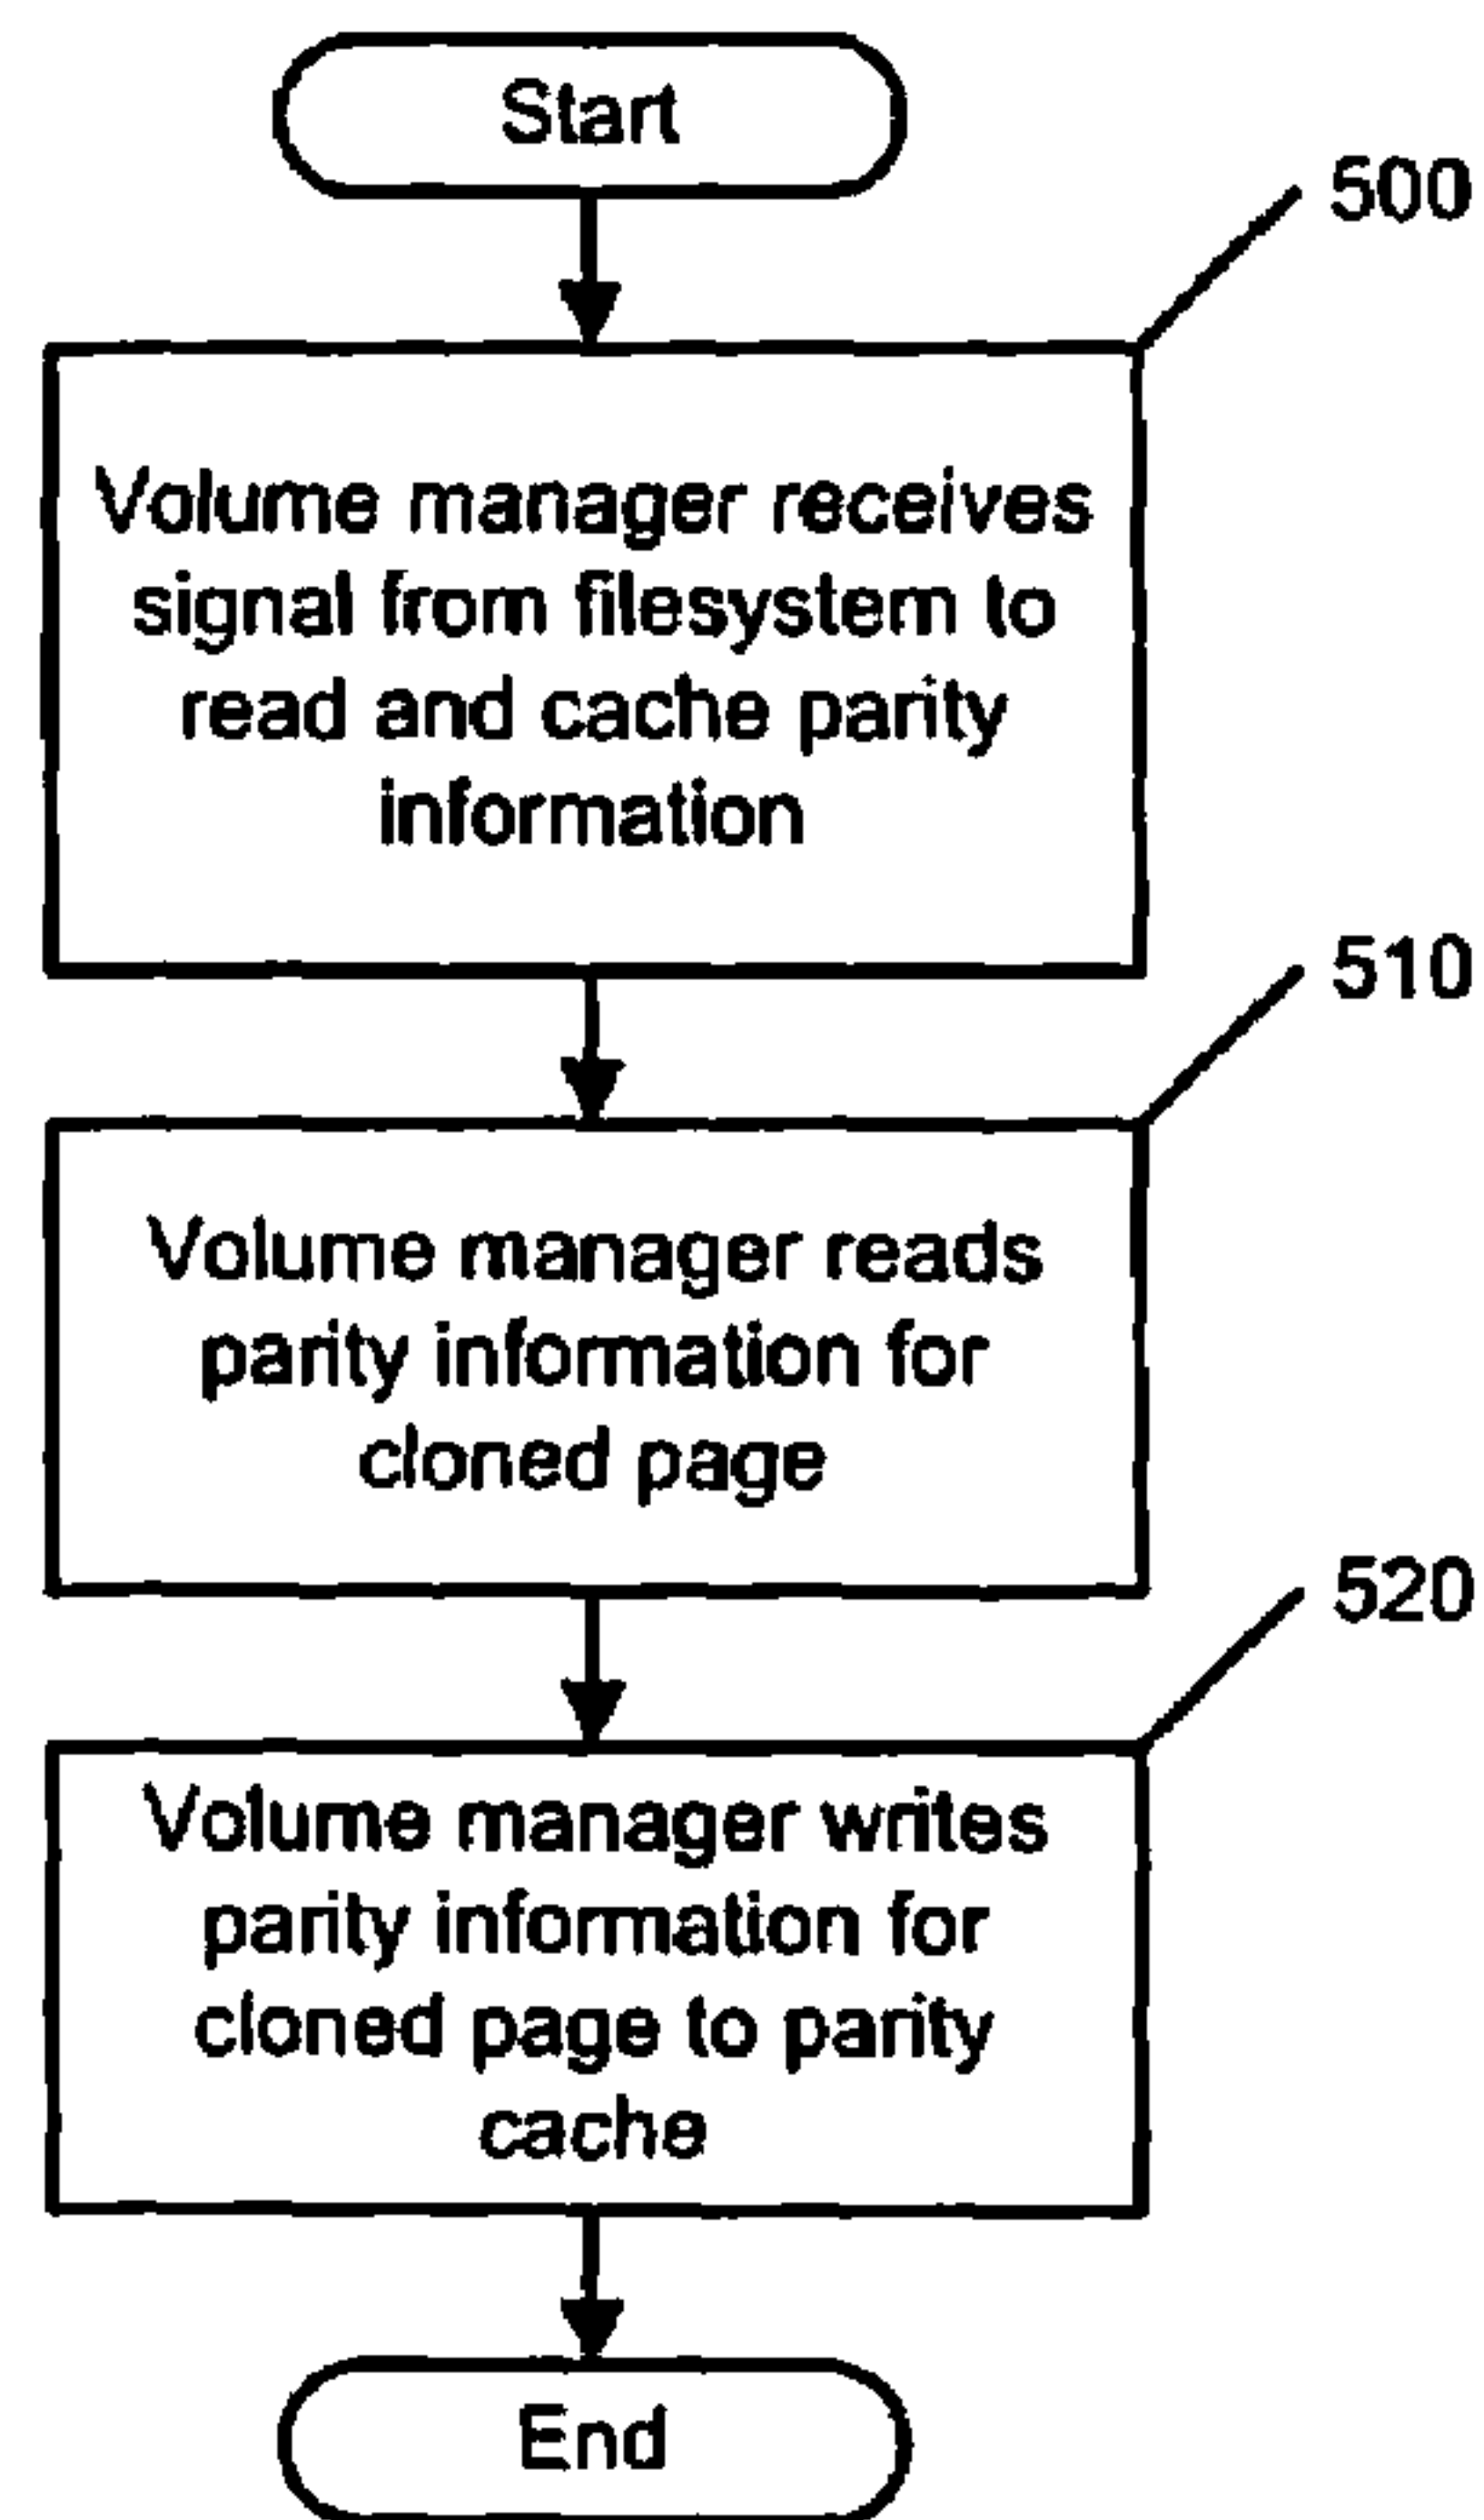 Start
500
Volume manager receives
signal from filesystem to
read and cache parity
information
510
Volume manager reads
parity information for
cloned page
520
Volume manager writes
parity information for
cloned page to parity
cache
End